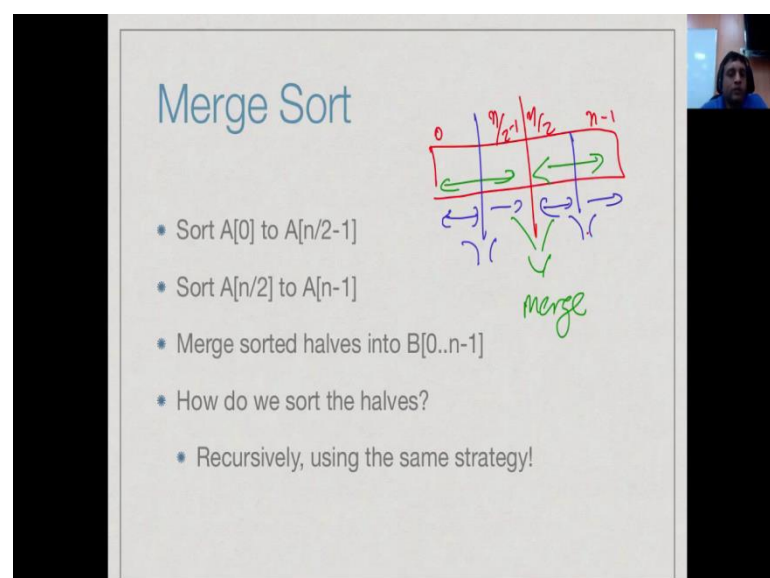 Merge Sort
0 n/2-1 n/2 n-1
• Sort A[0] to A[n/2-1]
• Sort A[n/2] to A[n-1]
merge
• Merge sorted halves into B[0..n-1]
• How do we sort the halves?
• Recursively, using the same strategy!